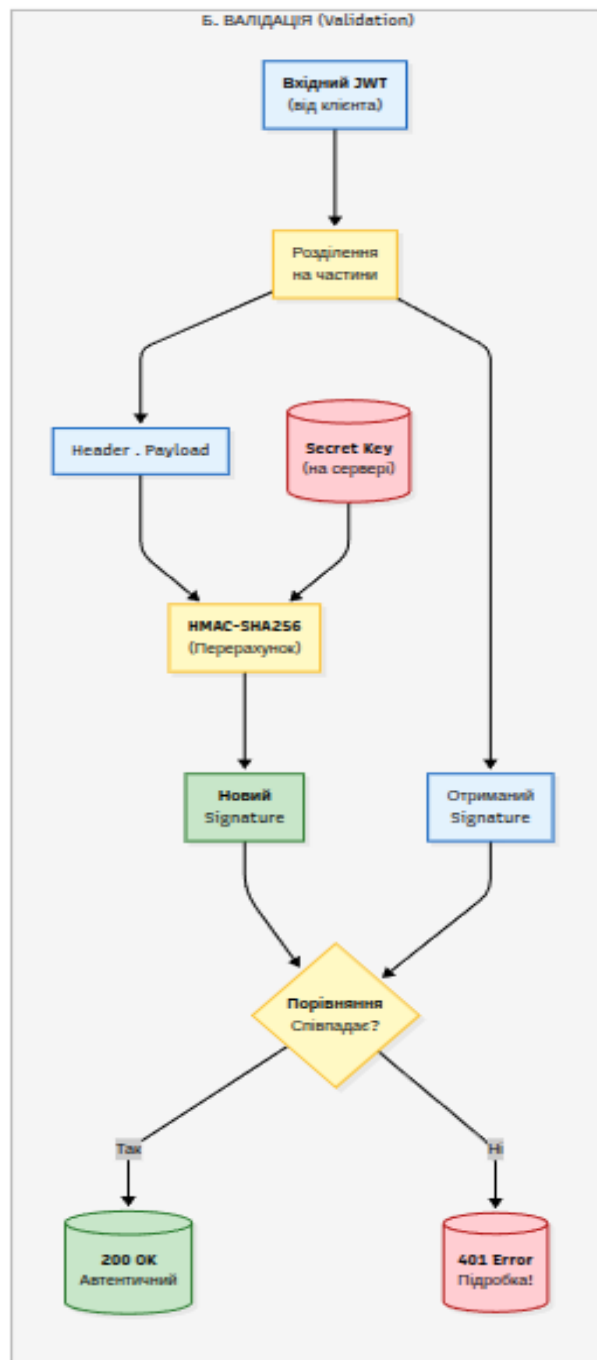 Б. ВАЛІДАЦІЯ (Validation)
Вхідний JWT
(від клієнта)
Розділення
на частини
Header . Payload
Secret Key
(на сервері)
HMAC-SHA256
(Перерахунок)
Новий
Signature
Отриманий
Signature
Порівняння
Співпадає?
Так
Ні
200 OK
Автентичний
401 Error
Підробка!